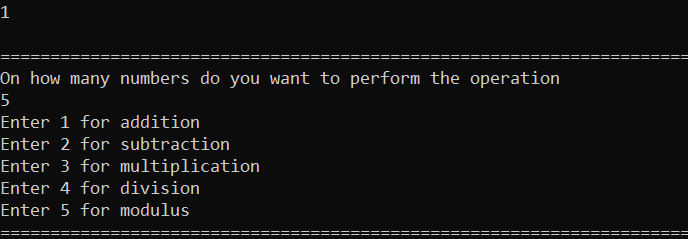 1
=====================================================================
On how many numbers do you want to perform the operation
5
Enter 1 for addition
Enter 2 for subtraction
Enter 3 for multiplication
Enter 4 for division
Enter 5 for modulus
=====================================================================